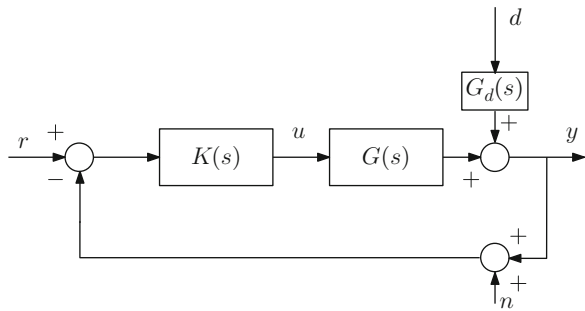 d
G_d(s)
+
r
+
−
K(s)
u
G(s)
+
y
+
+
n